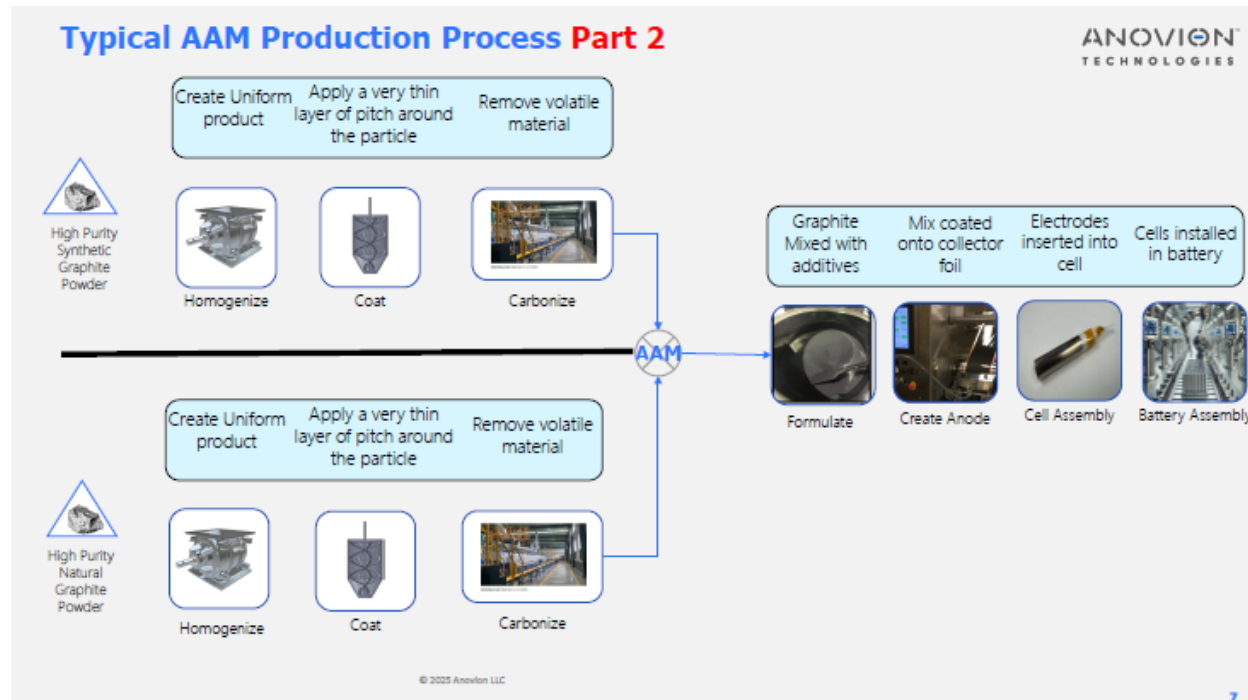 Typical AAM Production Process Part 2
ANOVION™
TECHNOLOGIES
Create Uniform
product
Apply a very thin
layer of pitch around
the particle
Remove volatile
material
High Purity
Synthetic
Graphite
Powder
Homogenize
Coat
Carbonize
Graphite
Mixed with
additives
Mix coated
onto collector
foil
Electrodes
inserted into
cell
Cells installed
in battery
AAM
Formulate
Create Anode
Cell Assembly
Battery Assembly
Create Uniform
product
Apply a very thin
layer of pitch around
the particle
Remove volatile
material
High Purity
Natural
Graphite
Powder
Homogenize
Coat
Carbonize
© 2025 Anovion LLC
7